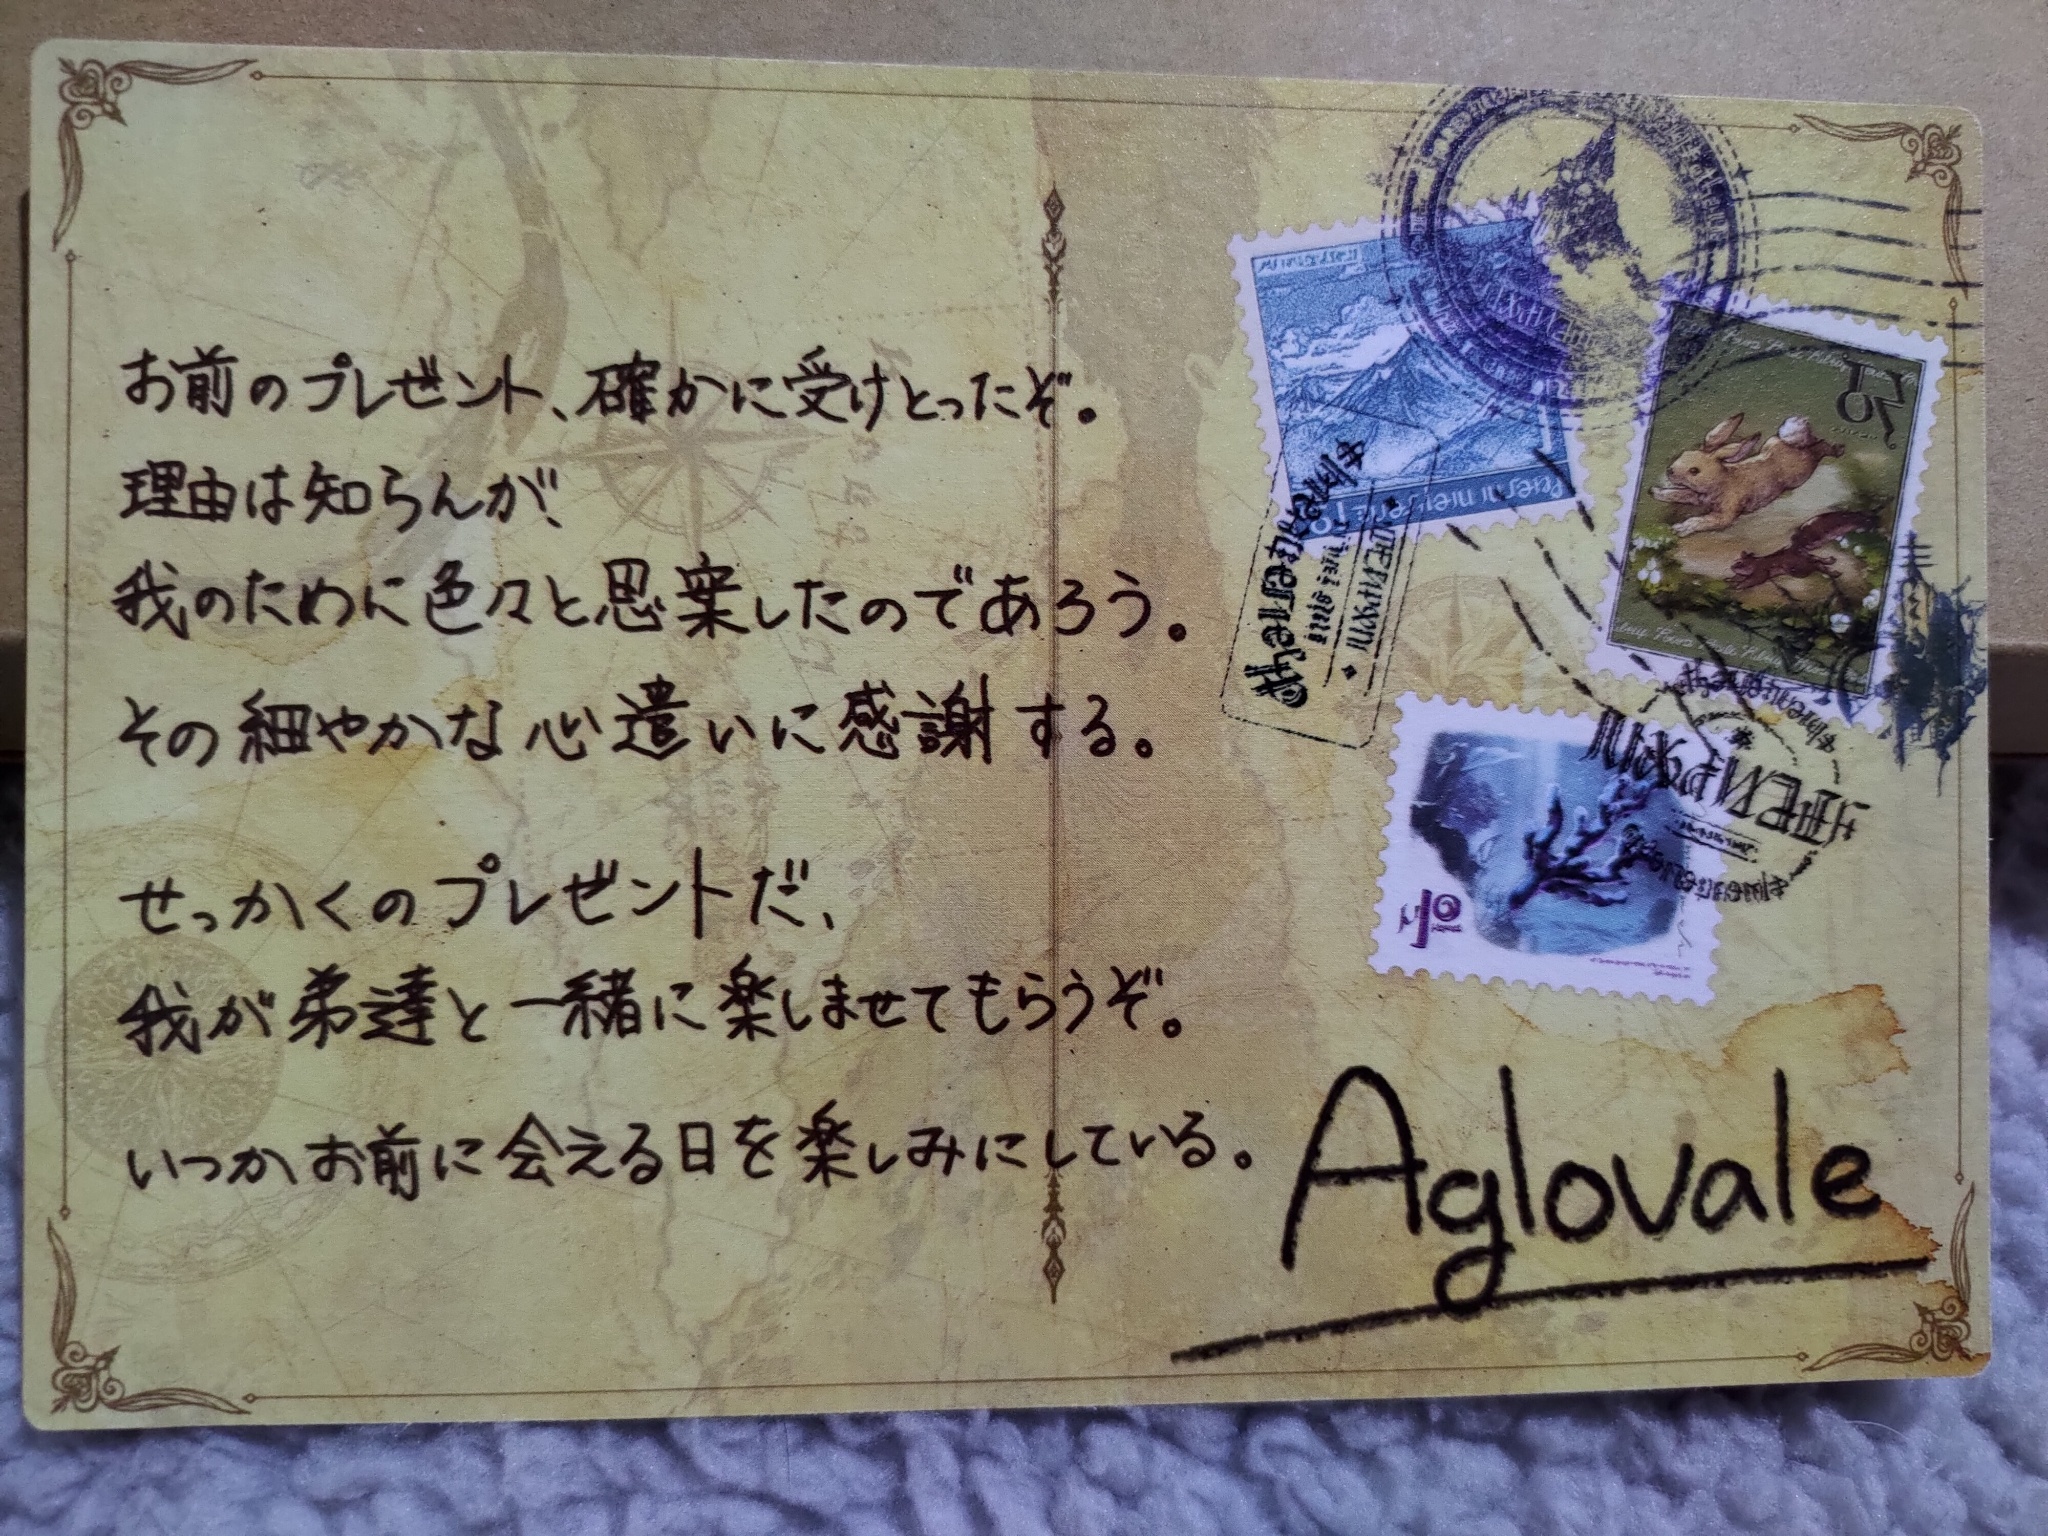 お前のプレゼント、確かに受けとったぞ。
理由は知らんが、
我のために色々と思案したのであろう。
その細やかな心遣いに感謝する。
せっかくのプレゼントだ、
我が弟達と一緒に楽しませてもらうぞ。
いつかお前に会える日を楽しみにしている。
Aglovale